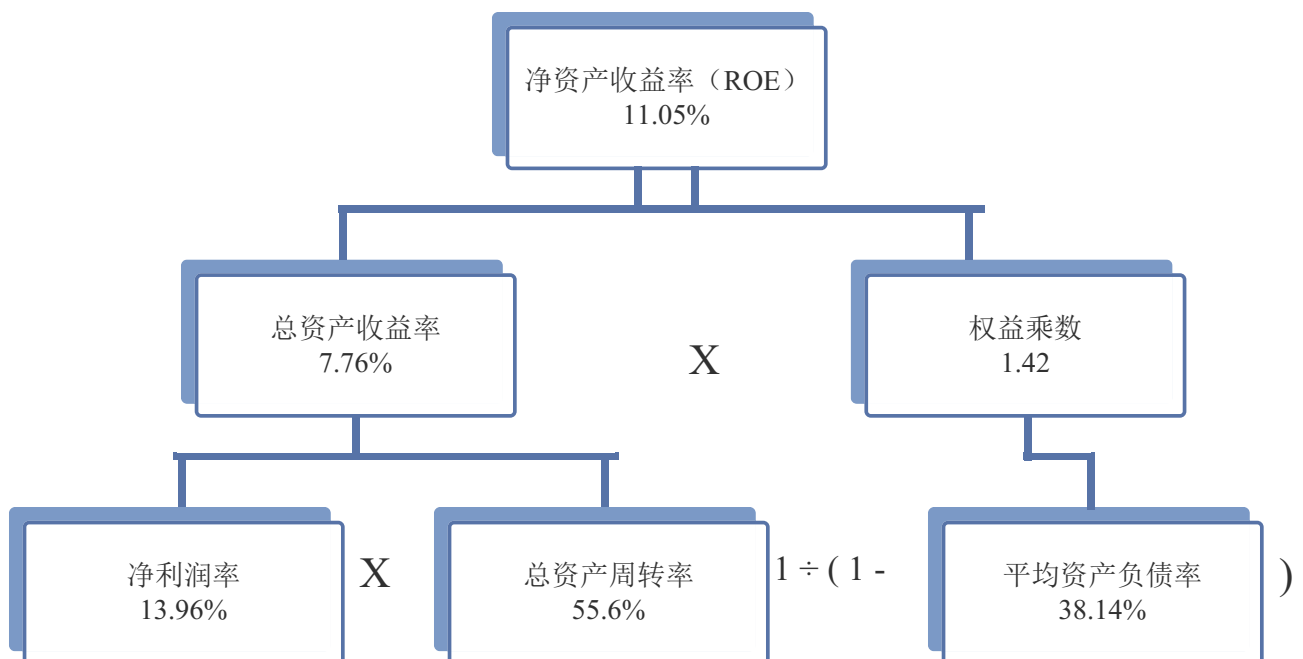 净资产收益率（ROE）
11.05%
总资产收益率
7.76%
X
权益乘数
1.42
净利润率
13.96%
X
总资产周转率
55.6%
1 ÷ ( 1 -
平均资产负债率
38.14%
)